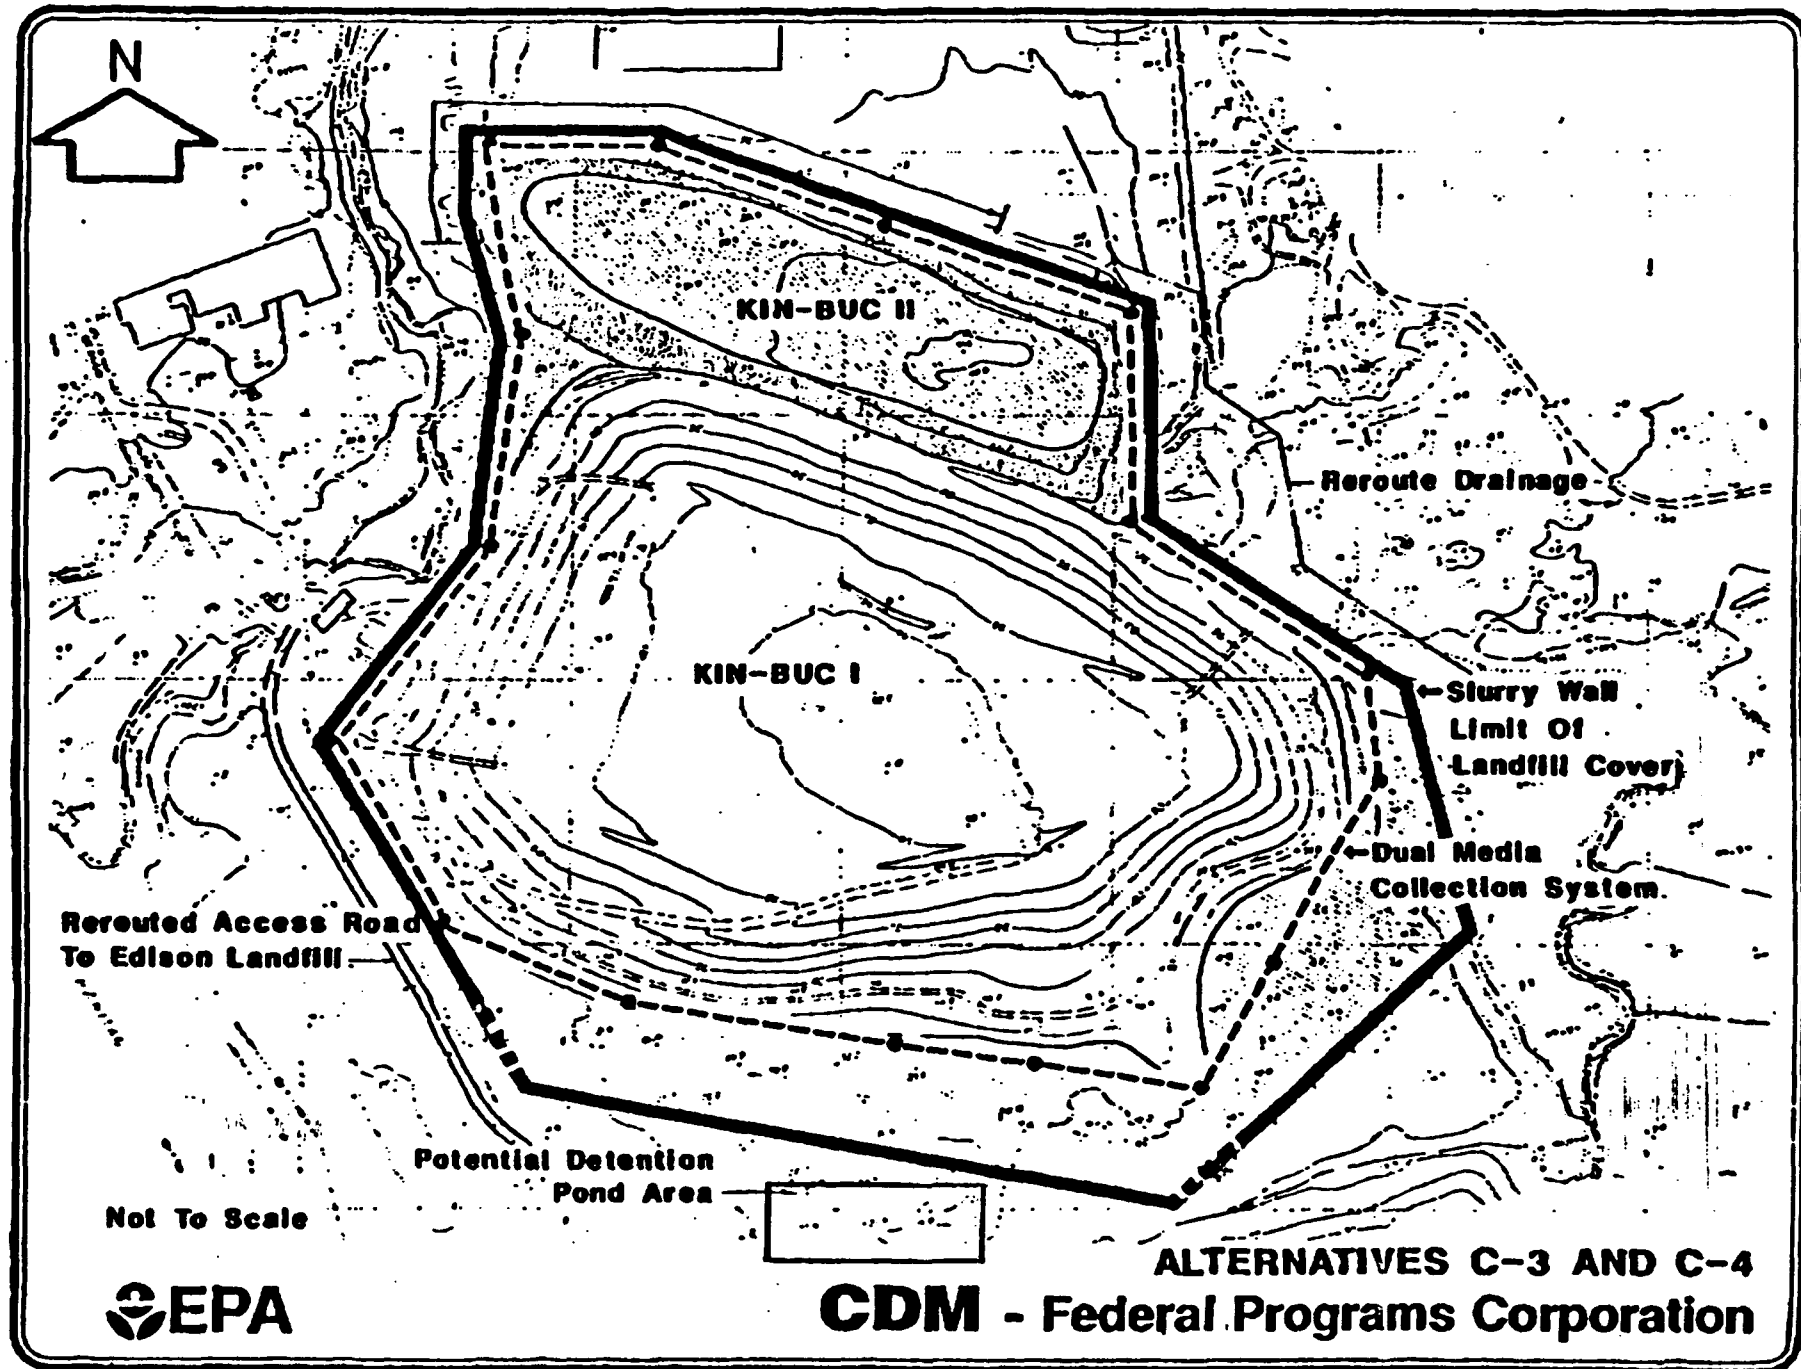 N
KIN-BUC II
Reroute Drainage
KIN-BUC I
Slurry Wall
Limit Of
Landfill Cover
Dual Media
Collection System
Rerouted Access Road
To Edison Landfill
Potential Detention
Pond Area
Not To Scale
ALTERNATIVES C-3 AND C-4
EPA
CDM - Federal Programs Corporation